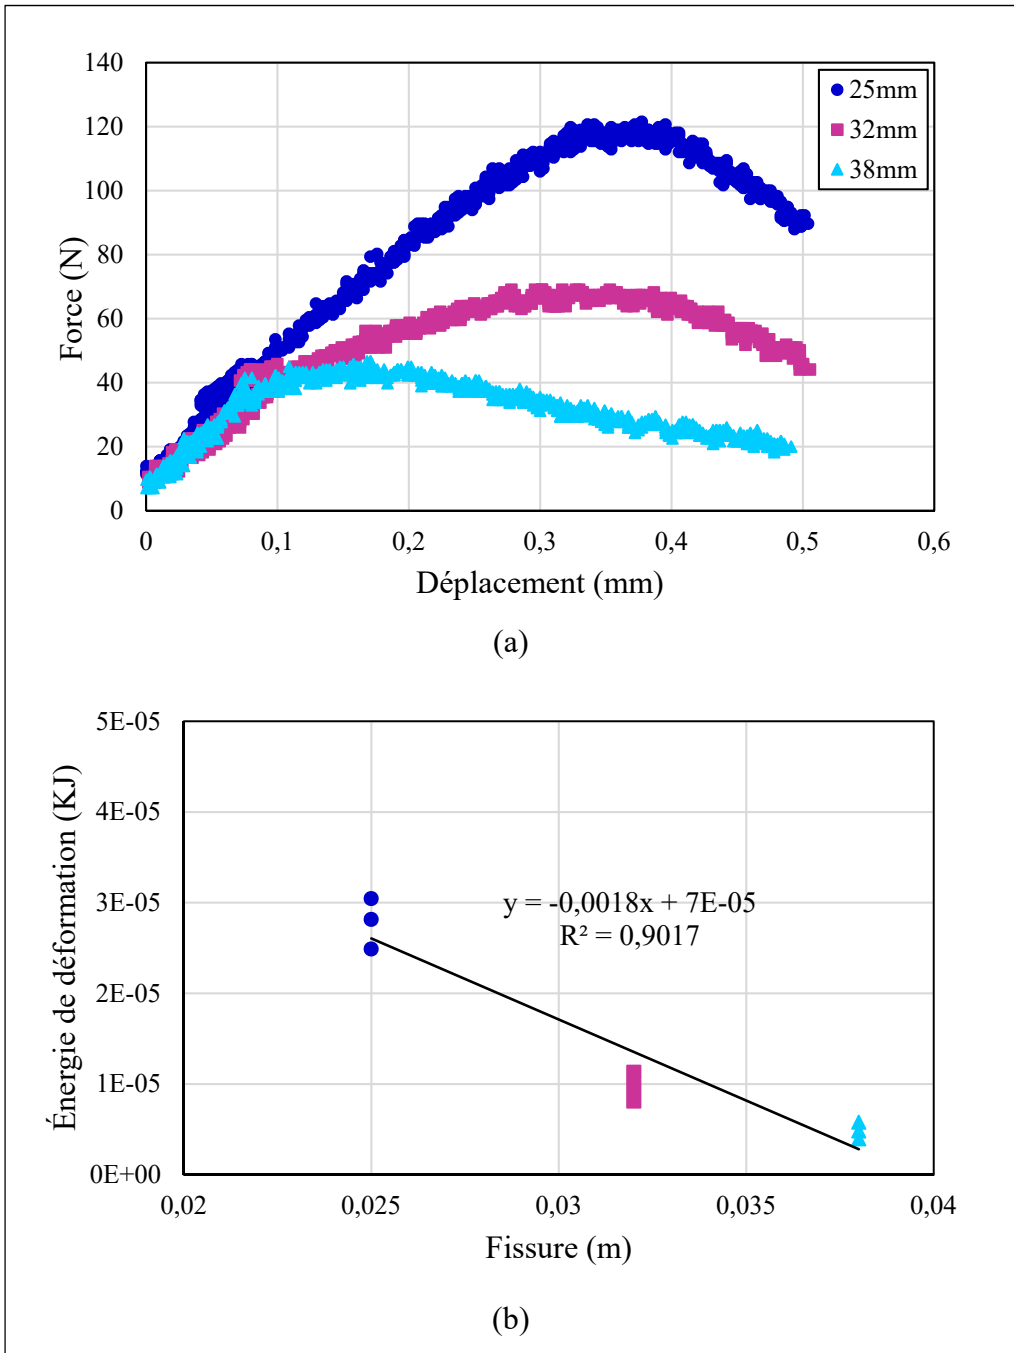 140
120
100
80
60
40
20
0
Force (N)
25mm
32mm
38mm
0 0,1 0,2 0,3 0,4 0,5 0,6
Déplacement (mm)
(a)
5E-05
4E-05
3E-05
2E-05
1E-05
0E+00
Énergie de déformation (KJ)
y = -0,0018x + 7E-05
R² = 0,9017
0,02 0,025 0,03 0,035 0,04
Fissure (m)
(b)